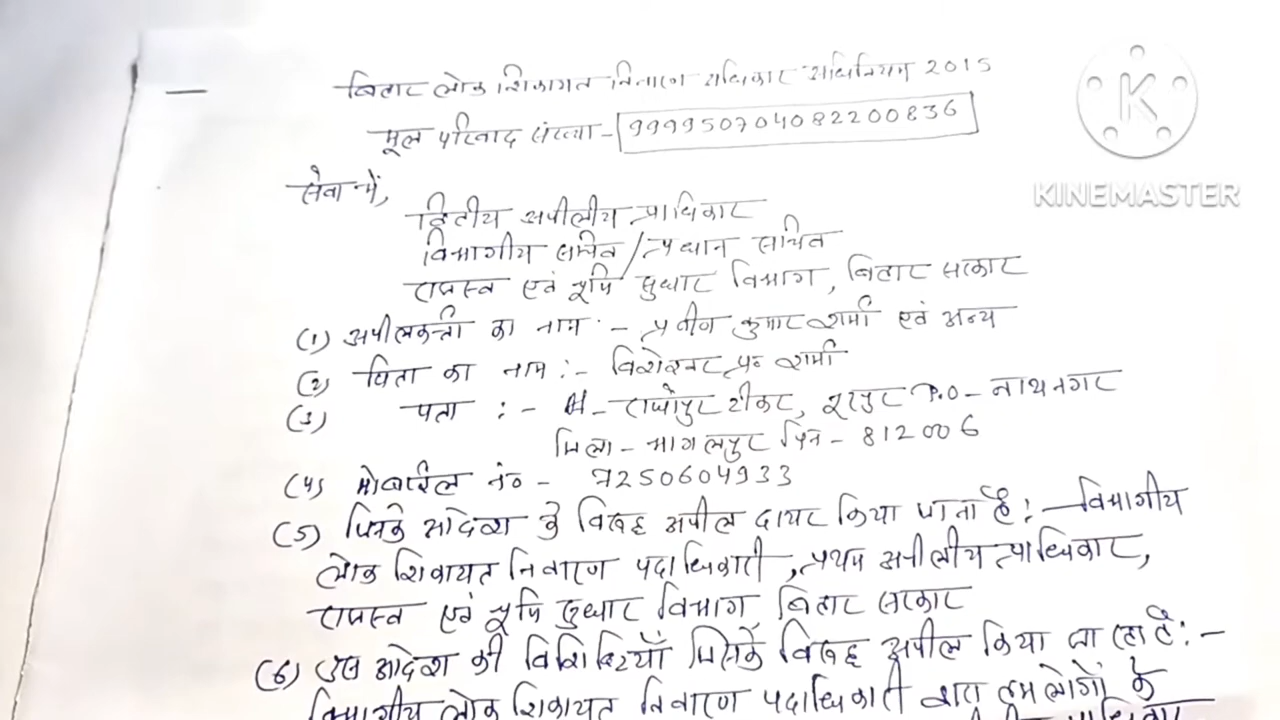 बिहार लोक शिकायत निवारण अधिकार अधिनियम 2015
मूल परिवाद संख्या - 999950704082200836
KINEMASTER
सेवा में,
द्वितीय अपीलीय प्राधिकार
विभागीय सचिव / प्रधान सचिव
राजस्व एवं भूमि सुधार विभाग, बिहार सरकार
(1) अपीलकर्ता का नाम :- प्रवीण कुमार शर्मा एवं अन्य
(2) पिता का नाम :- विशेश्वर प्र० शर्मा
(3) पता :- टीकर, P.O - नाथनगर
जिला - भागलपुर पिन - 812006
(4) मोबाईल नं० - 7250604933
(5) जिसके आदेश के विरूद्ध अपील दायर किया जाता है :- विभागीय
लोक शिकायत निवारण पदाधिकारी, प्रथम अपीलीय प्राधिकार,
राजस्व एवं भूमि सुधार विभाग बिहार सरकार
(6) उस आदेश की विशिष्टियाँ जिसके विरूद्ध अपील किया जा रहा है :-
विभागीय लोक शिकायत निवारण पदाधिकारी द्वारा हम लोगों के